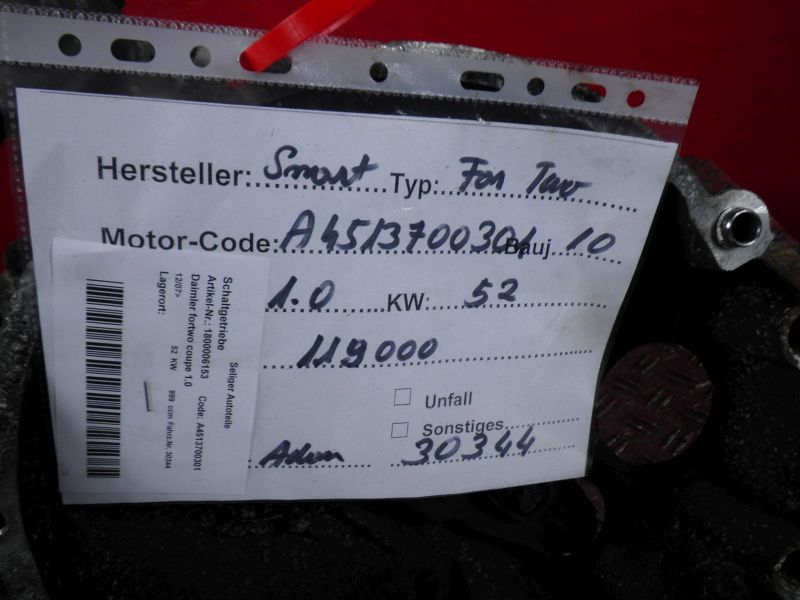 Hersteller: Smart Typ: For Two
Motor-Code: A4513700301 Bauj 10
1.0 KW: 52
119000
Unfall
Sonstiges
Adem 30344
Schaltgetriebe Seliger Autoteile
Artikel-Nr.: 1800006153 Code: A4513700301
Daimler fortwo coupe 1.0
12/07> 52 KW 999 ccm Fahrz.Nr. 30344
Lagerort: